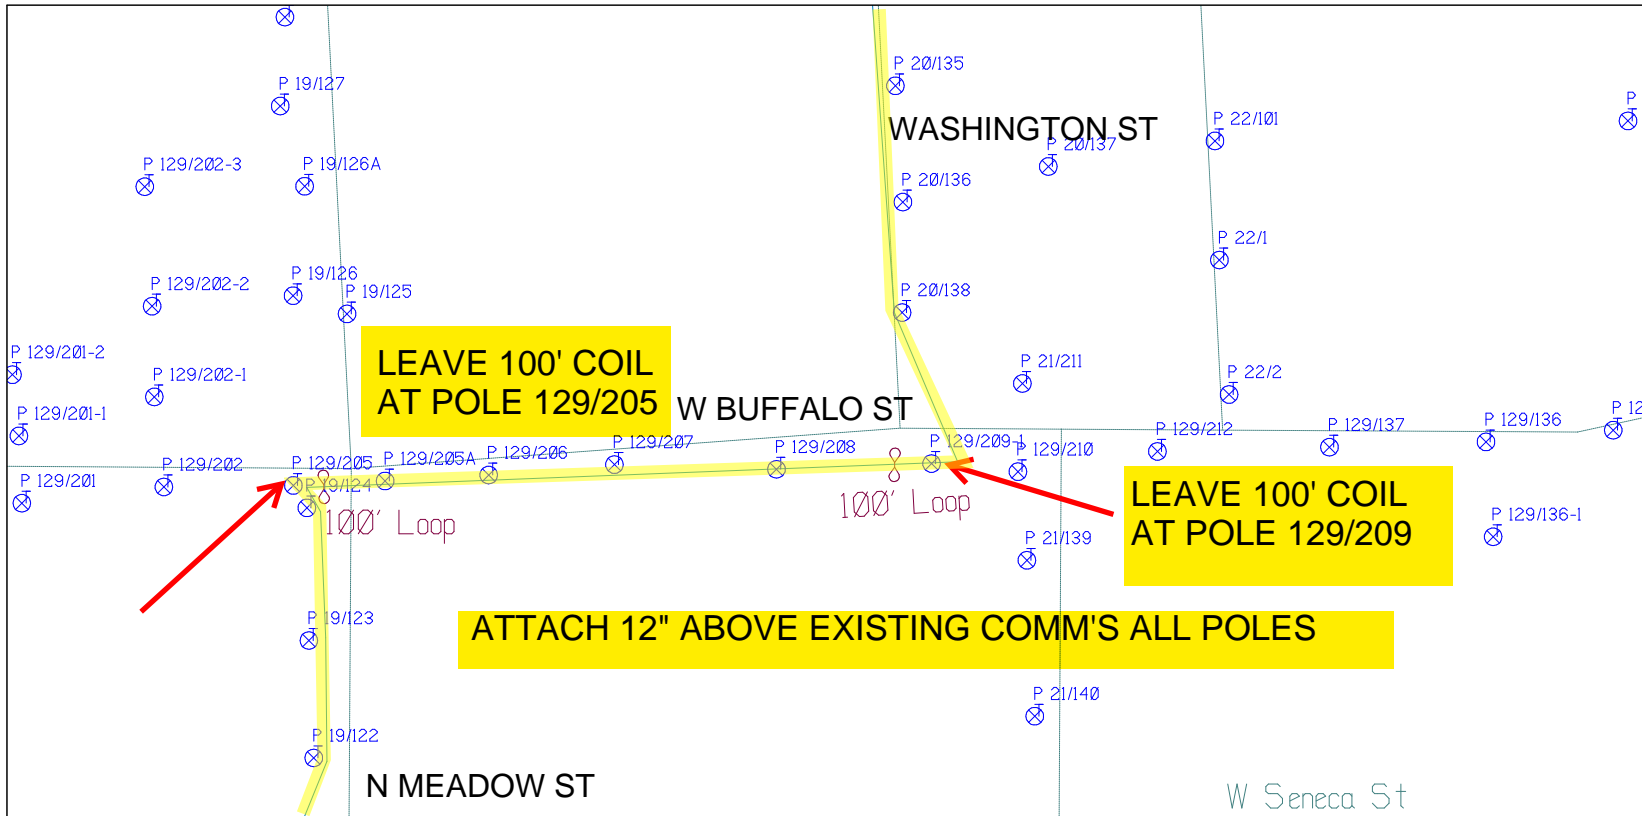 P 20/135
P 19/127
P
WASHINGTON ST
P 22/101
P 20/137
P 129/202-3
P 19/126A
P 20/136
P 22/1
P 19/126
P 129/202-2
P 19/125
P 20/138
P 129/201-2
LEAVE 100' COIL
AT POLE 129/205
P 21/211
P 129/202-1
P 22/2
W BUFFALO ST
P 12
P 129/201-1
P 129/206
P 129/207
P 129/208
P 129/209-1
P 129/210
P 129/212
P 129/137
P 129/136
P 129/202
P 129/205
P 129/205A
P 129/201
P 19/124
100' Loop
100' Loop
LEAVE 100' COIL
AT POLE 129/209
P 129/136-1
P 21/139
P 19/123
ATTACH 12" ABOVE EXISTING COMM'S ALL POLES
P 21/140
P 19/122
N MEADOW ST
W Seneca St